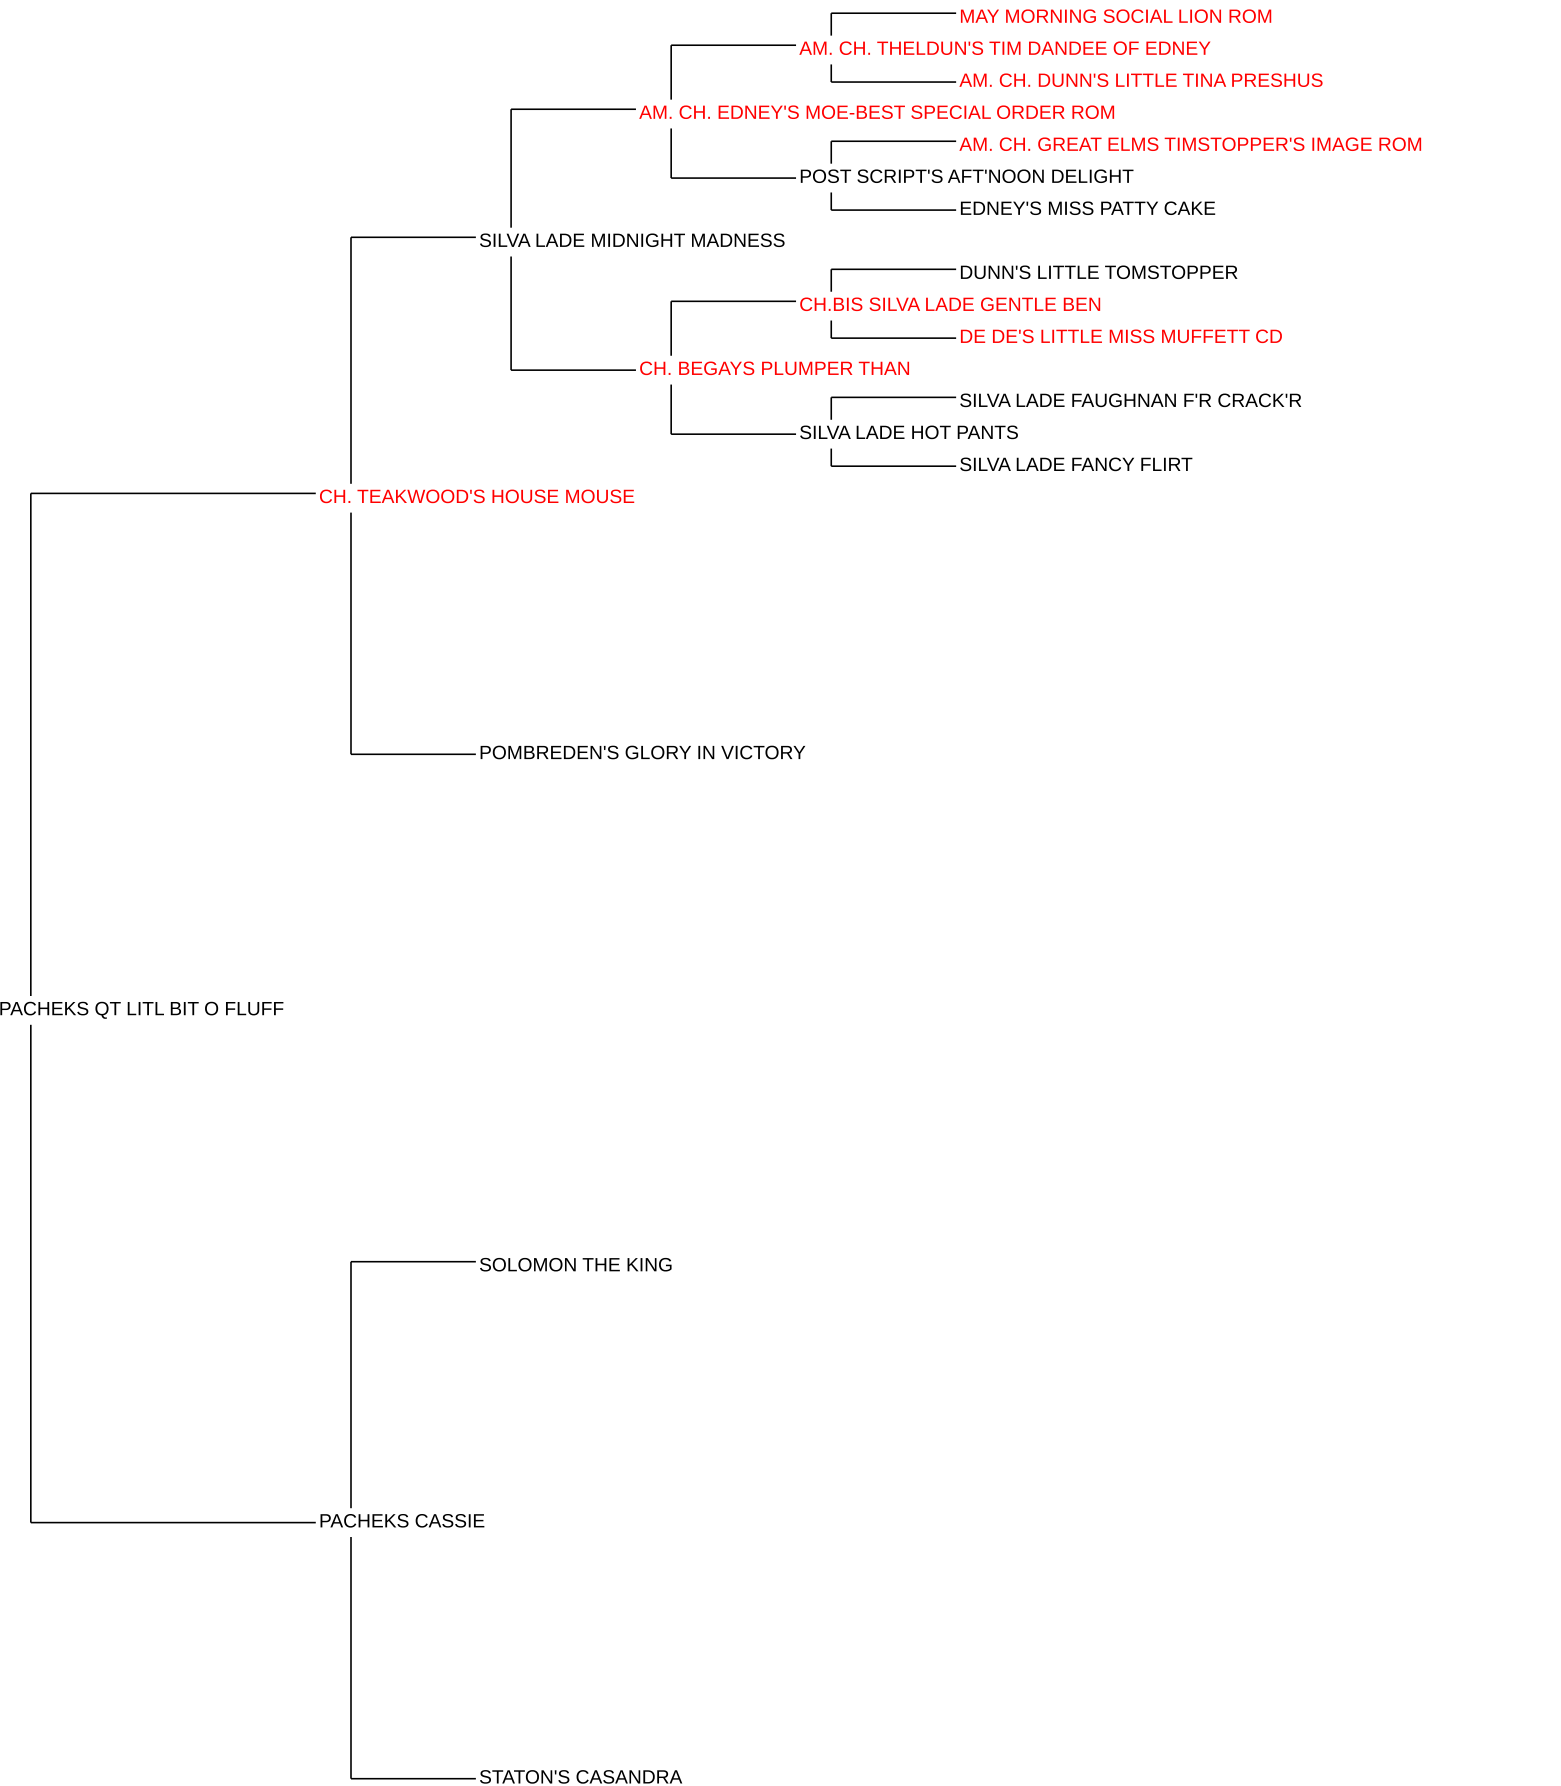 MAY MORNING SOCIAL LION ROM
AM. CH. THELDUN'S TIM DANDEE OF EDNEY
AM. CH. DUNN'S LITTLE TINA PRESHUS
AM. CH. EDNEY'S MOE-BEST SPECIAL ORDER ROM
AM. CH. GREAT ELMS TIMSTOPPER'S IMAGE ROM
POST SCRIPT'S AFT'NOON DELIGHT
EDNEY'S MISS PATTY CAKE
SILVA LADE MIDNIGHT MADNESS
DUNN'S LITTLE TOMSTOPPER
CH.BIS SILVA LADE GENTLE BEN
DE DE'S LITTLE MISS MUFFETT CD
CH. BEGAYS PLUMPER THAN
SILVA LADE FAUGHNAN F'R CRACK'R
SILVA LADE HOT PANTS
SILVA LADE FANCY FLIRT
CH. TEAKWOOD'S HOUSE MOUSE
POMBREDEN'S GLORY IN VICTORY
PACHEKS QT LITL BIT O FLUFF
SOLOMON THE KING
PACHEKS CASSIE
STATON'S CASANDRA